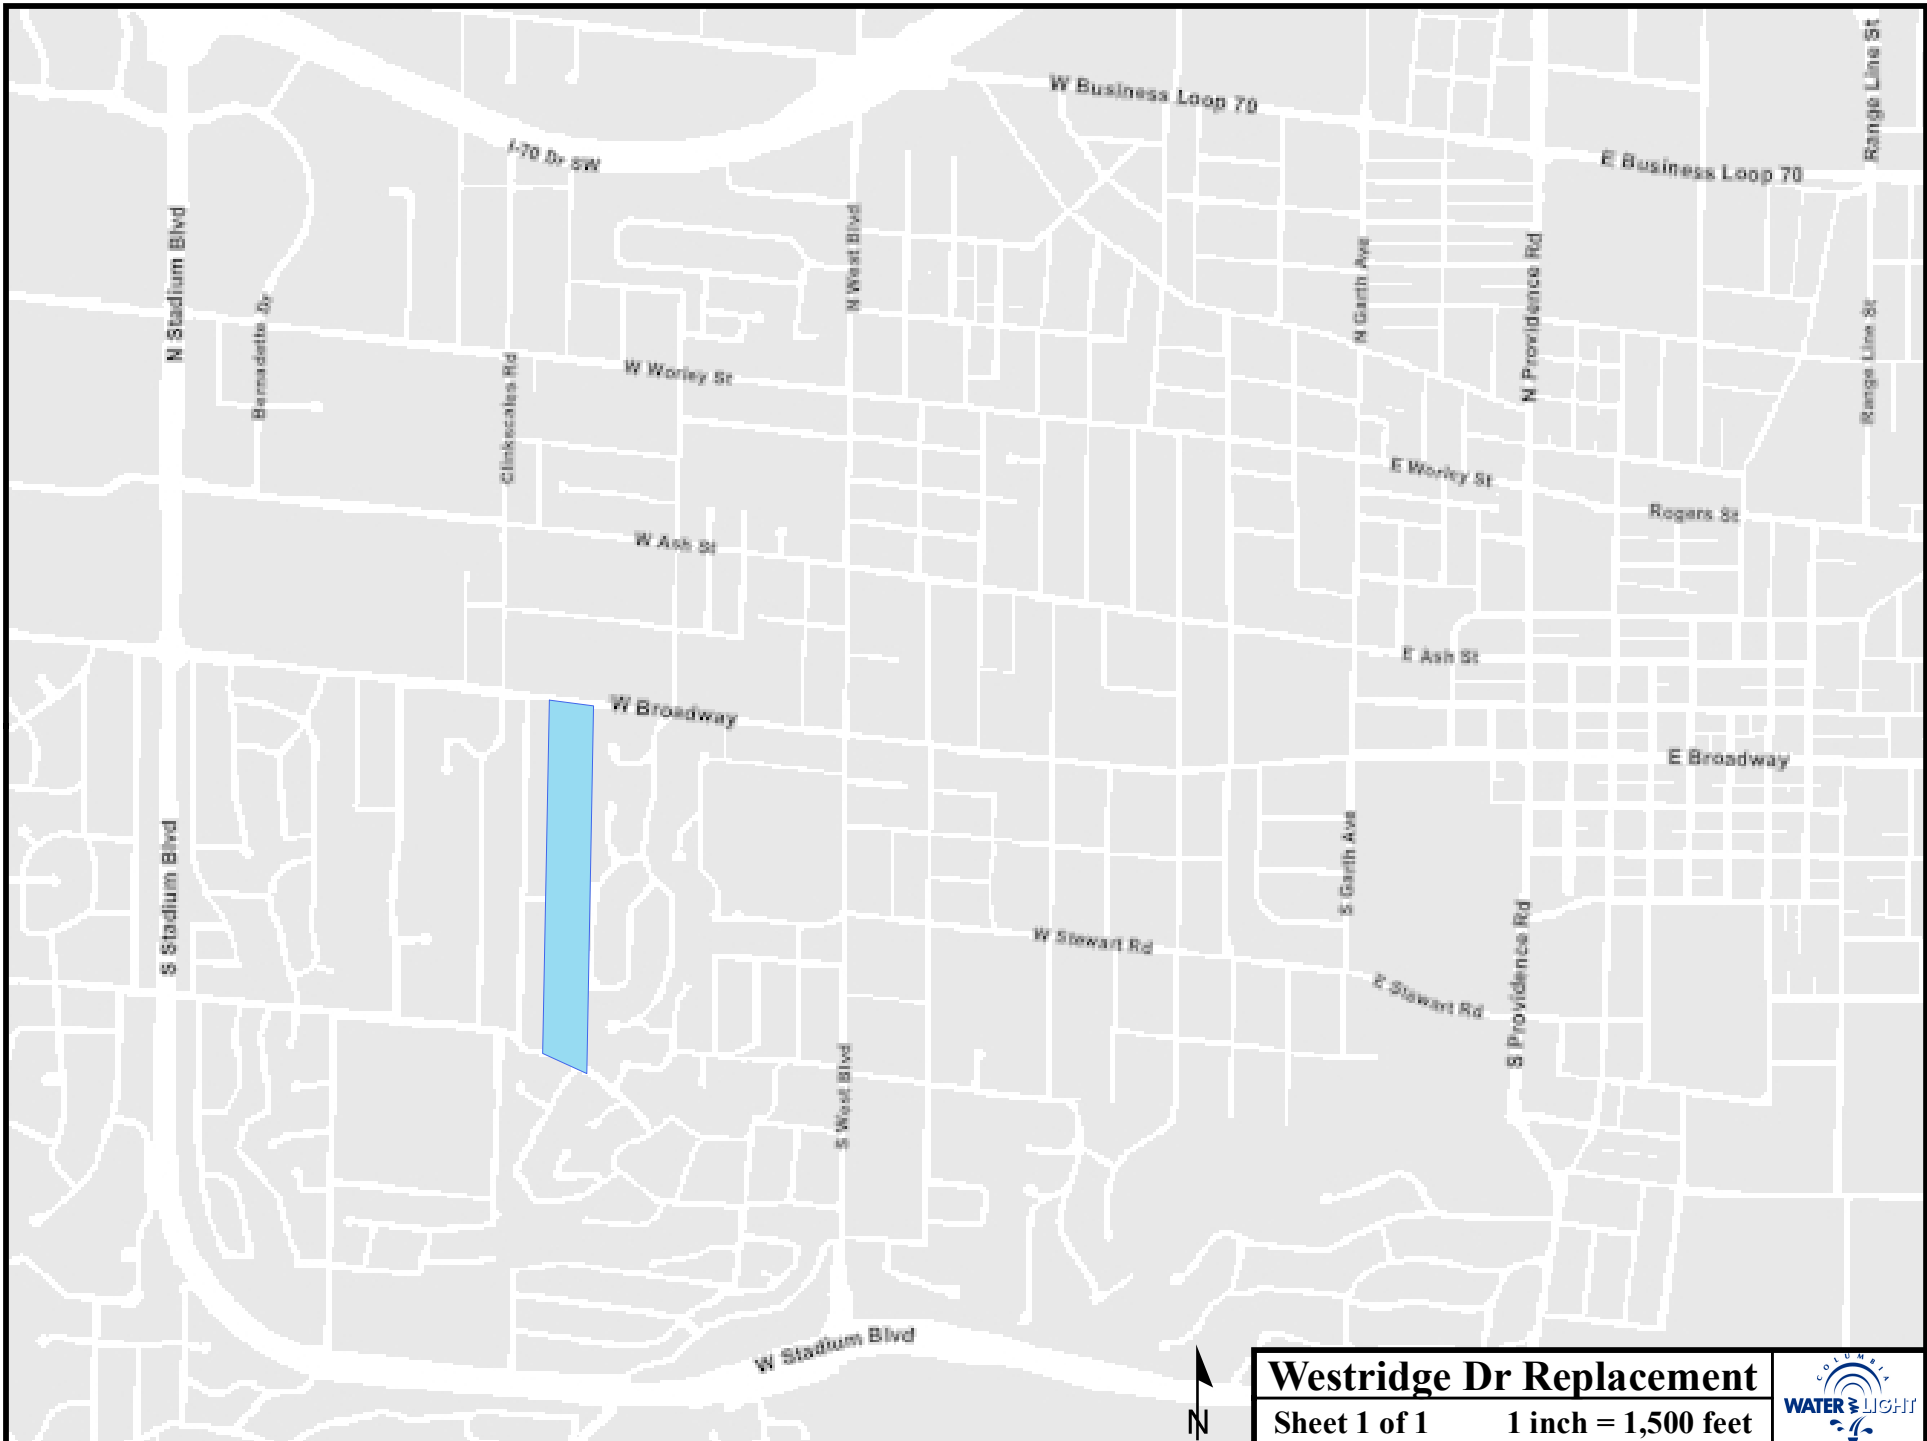 Range Line St
W Business Loop 70
I-70 Dr SW
E Business Loop 70
N Stadium Blvd
N West Blvd
N Garth Ave
N Providence Rd
Bernadette Dr
Range Line St
Clinkscales Rd
W Worley St
E Worley St
Rogers St
W Ash St
E Ash St
W Broadway
E Broadway
S Stadium Blvd
S Garth Ave
W Stewart Rd
S Providence Rd
E Stewart Rd
S West Blvd
W Stadium Blvd
N
Westridge Dr Replacement
Sheet 1 of 1 1 inch = 1,500 feet
COLUMBIA
WATER & LIGHT